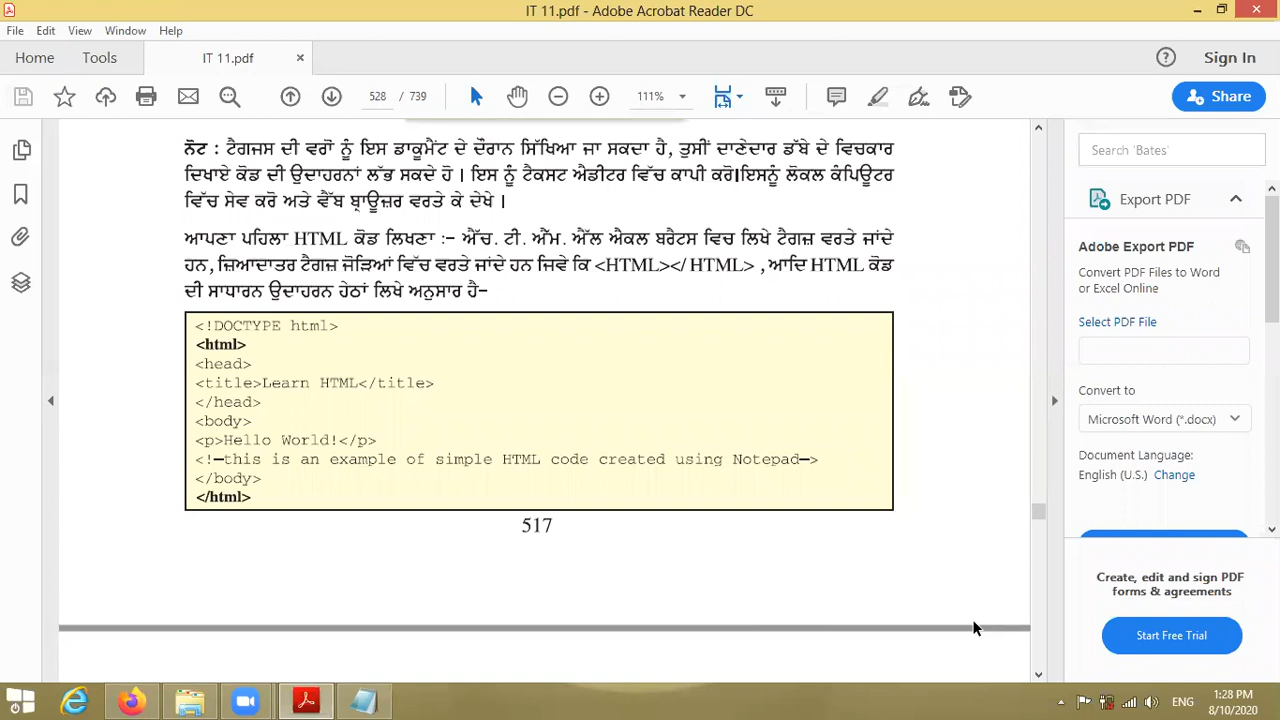 IT 11.pdf - Adobe Acrobat Reader DC
File Edit View Window Help
Home Tools IT 11.pdf × Sign In
528 / 739 111% Share
ਨੋਟ : ਟੈਗਜਸ ਦੀ ਵਰੋਂ ਨੂੰ ਇਸ ਡਾਕੂਮੈਂਟ ਦੇ ਦੌਰਾਨ ਸਿੱਖਿਆ ਜਾ ਸਕਦਾ ਹੈ, ਤੁਸੀਂ ਦਾਣੇਦਾਰ ਡੱਬੇ ਦੇ ਵਿਚਕਾਰ
ਦਿਖਾਏ ਕੋਡ ਦੀ ਉਦਾਹਰਨਾਂ ਲੱਭ ਸਕਦੇ ਹੋ । ਇਸ ਨੂੰ ਟੈਕਸਟ ਐਡੀਟਰ ਵਿੱਚ ਕਾਪੀ ਕਰੋ।ਇਸਨੂੰ ਲੋਕਲ ਕੰਪਿਊਟਰ
ਵਿੱਚ ਸੇਵ ਕਰੋ ਅਤੇ ਵੈੱਬ ਬ੍ਰਾਊਜ਼ਰ ਵਰਤੇ ਕੇ ਦੇਖੇ ।
ਆਪਣਾ ਪਹਿਲਾ HTML ਕੋਡ ਲਿਖਣਾ :– ਐੱਚ. ਟੀ. ਐੱਮ. ਐੱਲ ਐਕਲ ਬਰੈਟਸ ਵਿਚ ਲਿਖੇ ਟੈਗਜ਼ ਵਰਤੇ ਜਾਂਦੇ
ਹਨ, ਜ਼ਿਆਦਾਤਰ ਟੈਗਜ਼ ਜੋੜਿਆਂ ਵਿੱਚ ਵਰਤੇ ਜਾਂਦੇ ਹਨ ਜਿਵੇ ਕਿ <HTML></ HTML> , ਆਦਿ HTML ਕੋਡ
ਦੀ ਸਾਧਾਰਨ ਉਦਾਹਰਨ ਹੇਠਾਂ ਲਿਖੇ ਅਨੁਸਾਰ ਹੈ–
<!DOCTYPE html>
<html>
<head>
<title>Learn HTML</title>
</head>
<body>
<p>Hello World!</p>
<!—this is an example of simple HTML code created using Notepad—>
</body>
</html>
517
Search 'Bates'
Export PDF
Adobe Export PDF
Convert PDF Files to Word
or Excel Online
Select PDF File
Convert to
Microsoft Word (*.docx)
Document Language:
English (U.S.) Change
Create, edit and sign PDF
forms & agreements
Start Free Trial
ENG
1:28 PM
8/10/2020